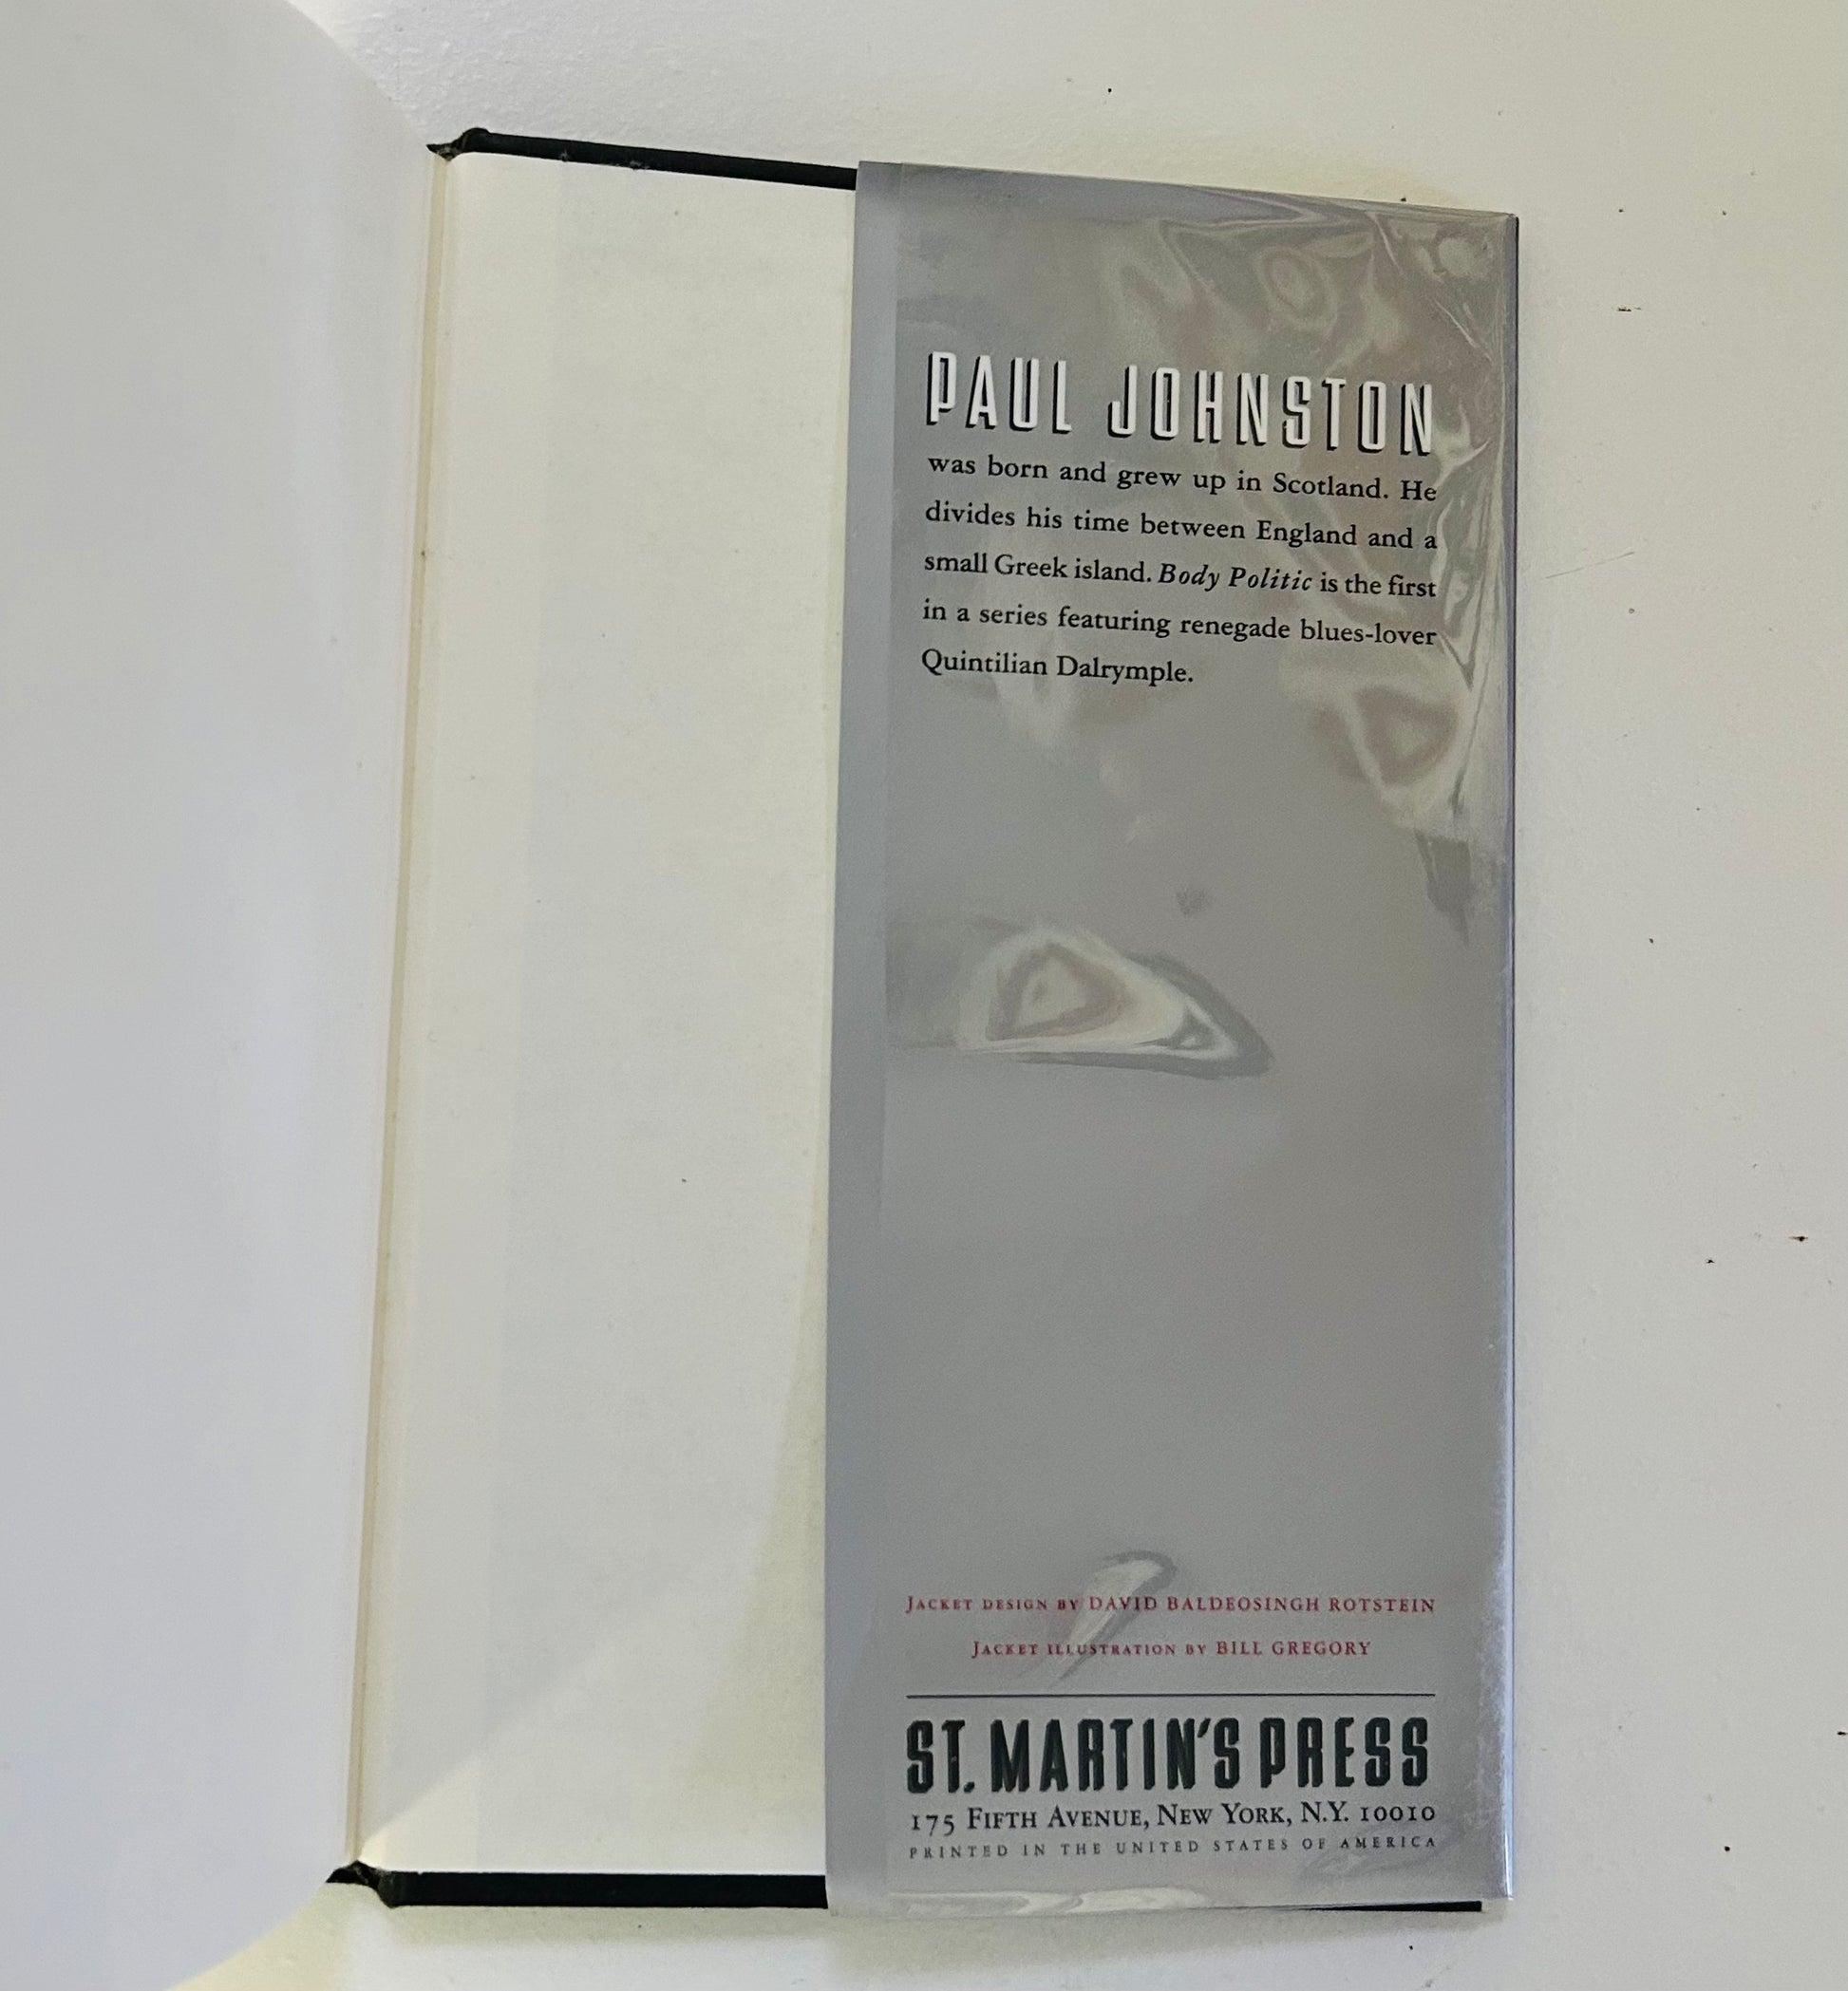 PAUL JOHNSTON
was born and grew up in Scotland. He
divides his time between England and a
small Greek island. Body Politic is the first
in a series featuring renegade blues-lover
Quintilian Dalrymple.
JACKET DESIGN BY DAVID BALDEOSINGH ROTSTEIN
JACKET ILLUSTRATION BY BILL GREGORY
ST. MARTIN'S PRESS
175 FIFTH AVENUE, NEW YORK, N.Y. 10010
PRINTED IN THE UNITED STATES OF AMERICA